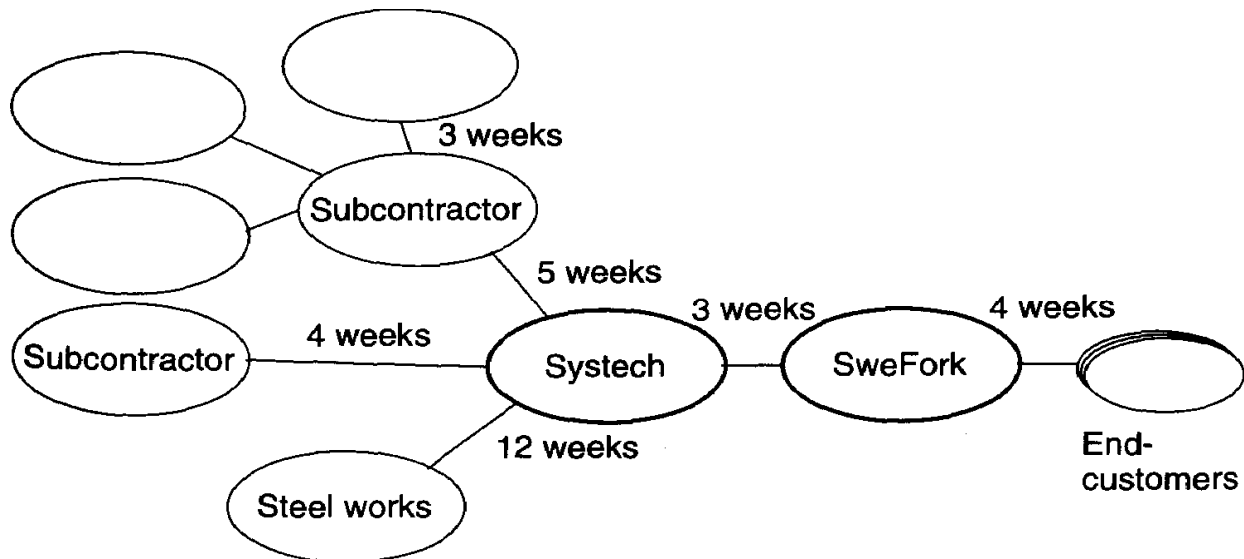 3 weeks
Subcontractor
5 weeks
3 weeks
4 weeks
4 weeks
Subcontractor
Systech
SweFork
12 weeks
End-
customers
Steel works